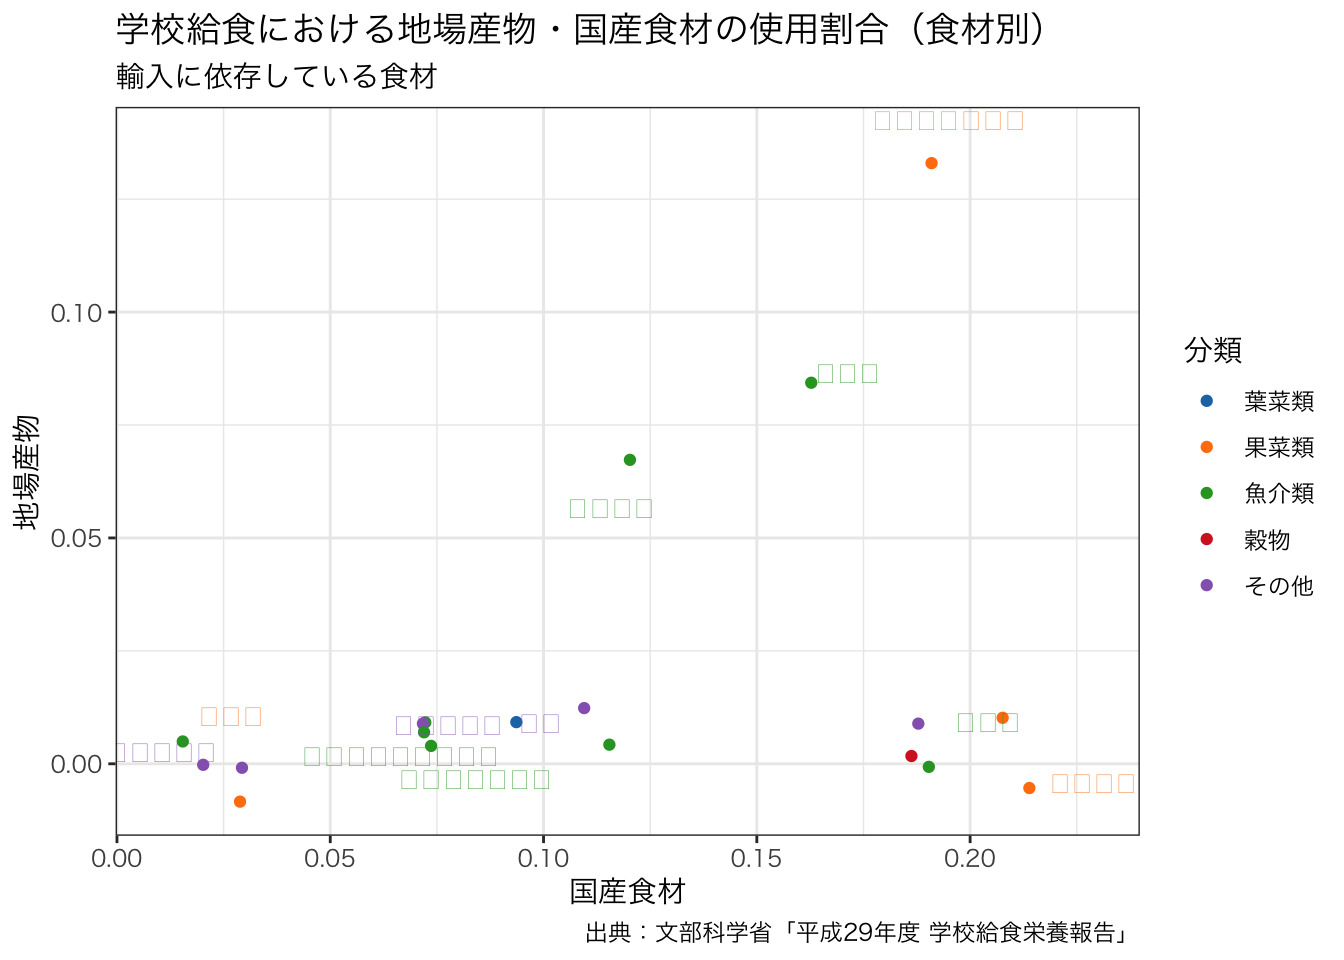 学校給食における地場産物・国産食材の使用割合（食材別）
輸入に依存している食材
0.10
0.05
0.00
地場産物
0.00 0.05 0.10 0.15 0.20
国産食材
分類
葉菜類
果菜類
魚介類
穀物
その他
出典：文部科学省「平成29年度 学校給食栄養報告」